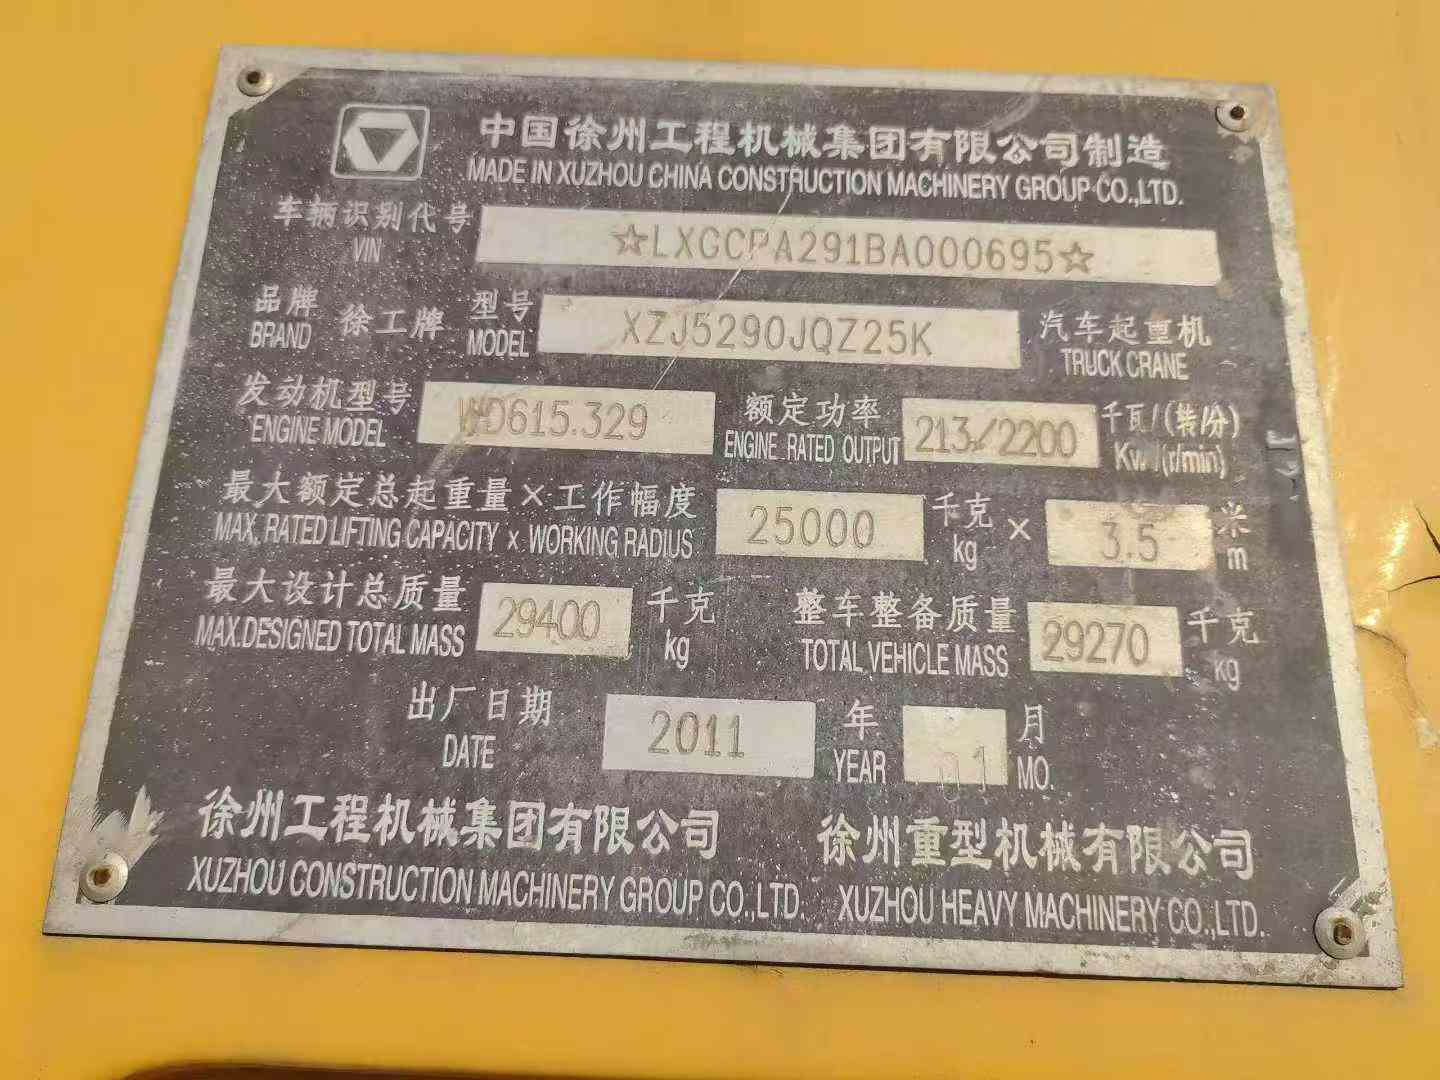 中国徐州工程机械集团有限公司制造
MADE IN XUZHOU CHINA CONSTRUCTION MACHINERY GROUP CO.,LTD.
车辆识别代号 ☆LXGCPA291BA000695☆
VIN
品牌 徐工牌 型号 XZJ5290JQZ25K 汽车起重机
BRAND MODEL TRUCK CRANE
发动机型号 WD615.329 额定功率 213/2200 千瓦/(转/分)
ENGINE MODEL ENGINE RATED OUTPUT Kw/(r/min)
最大额定总起重量×工作幅度 25000 千克 × 3.5 米
MAX, RATED LIFTING CAPACITY x WORKING RADIUS kg m
最大设计总质量 29400 千克 整车整备质量 29270 千克
MAX.DESIGNED TOTAL MASS kg TOTAL VEHICLE MASS kg
出厂日期 2011 年 01 月
DATE YEAR MO.
徐州工程机械集团有限公司 徐州重型机械有限公司
XUZHOU CONSTRUCTION MACHINERY GROUP CO.,LTD. XUZHOU HEAVY MACHINERY CO.,LTD.